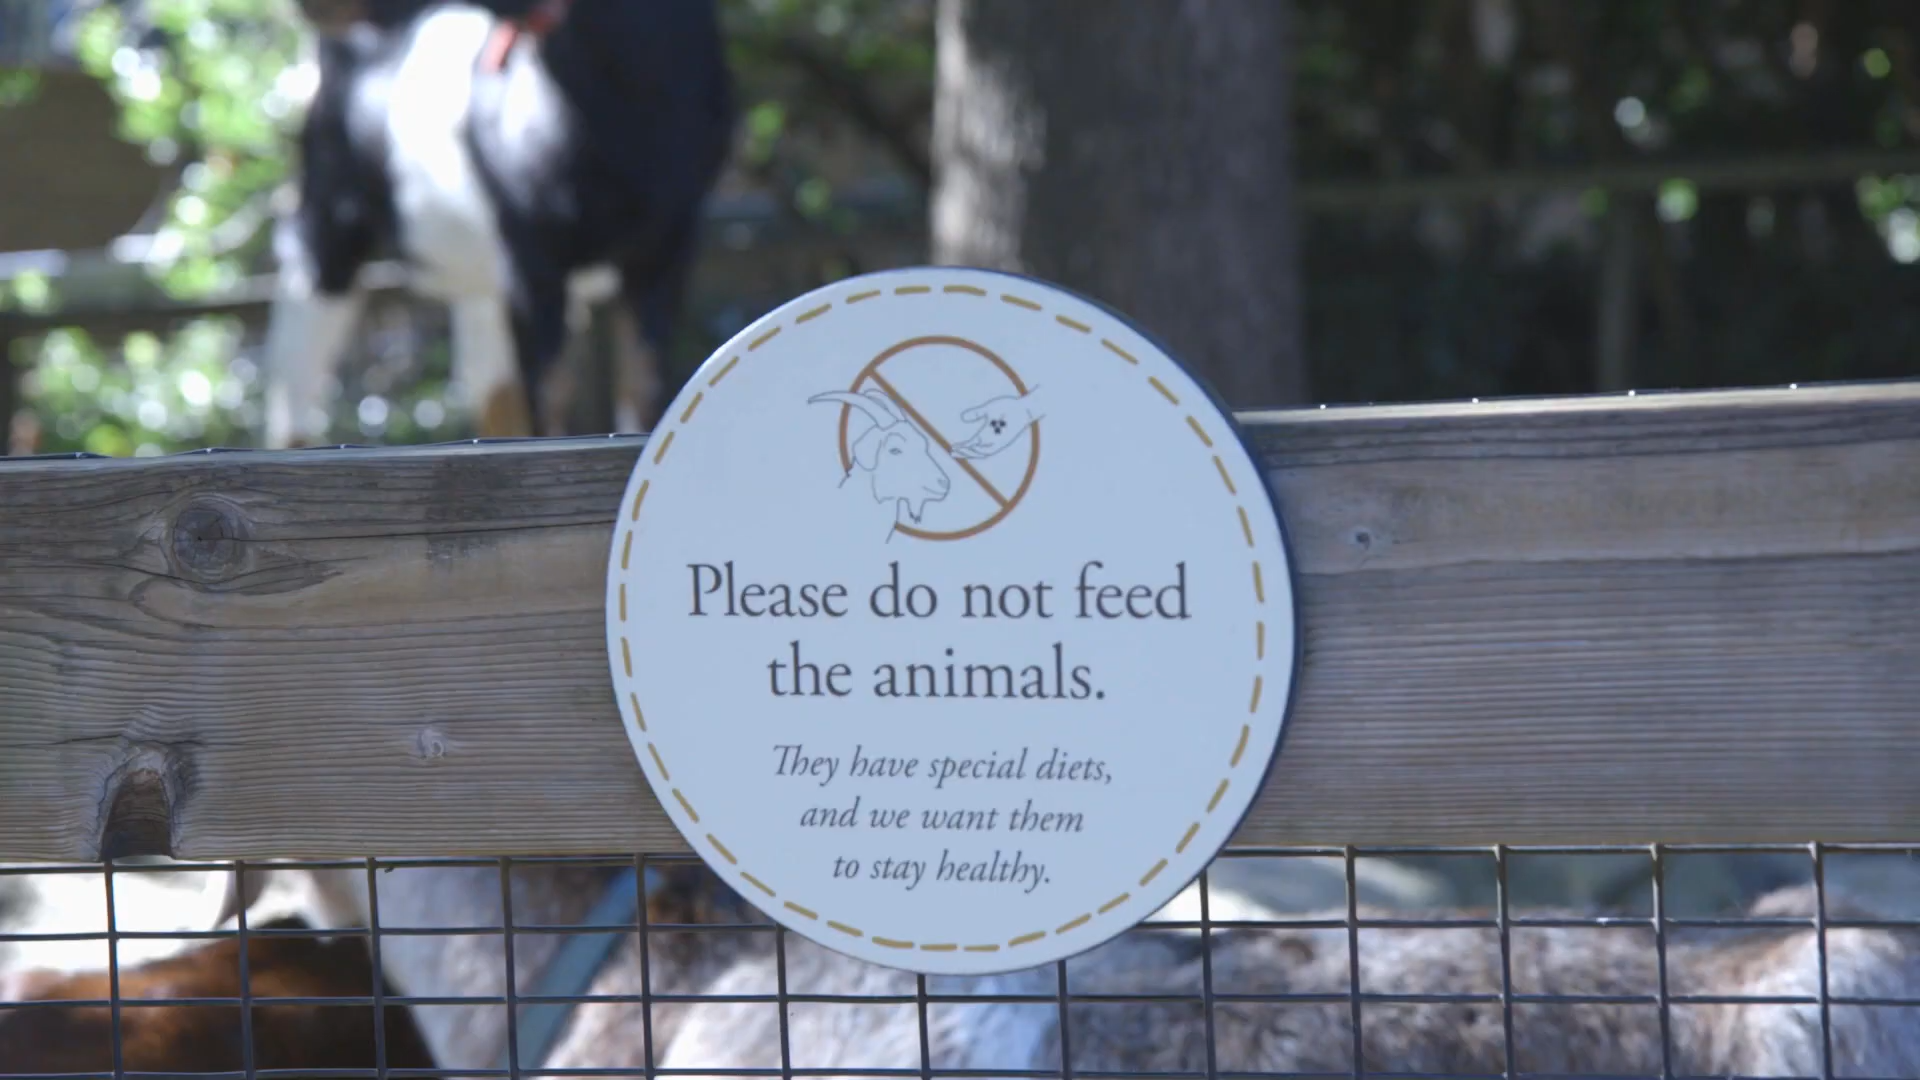 Please do not feed
the animals.
They have special diets,
and we want them
to stay healthy.